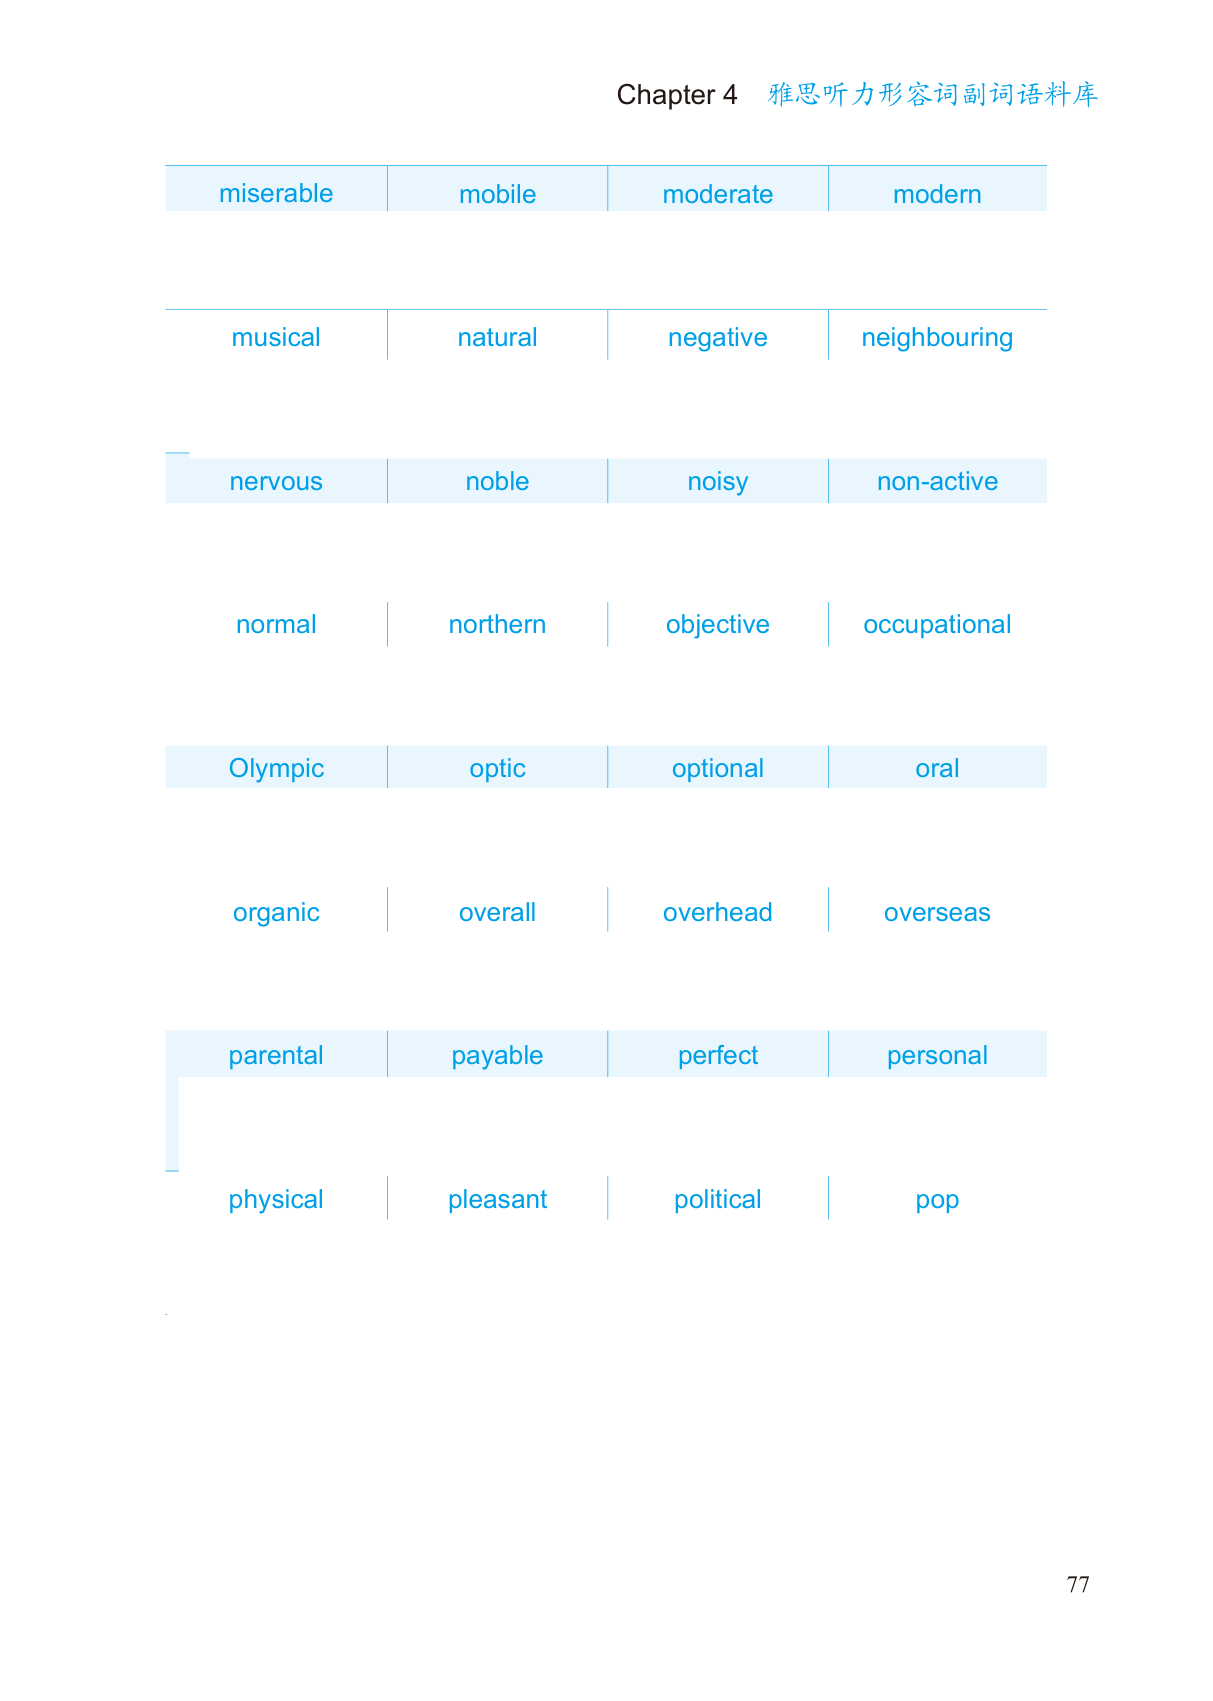 Chapter 4 雅思听力形容词副词语料库
miserable mobile moderate modern
musical natural negative neighbouring
nervous noble noisy non-active
normal northern objective occupational
Olympic optic optional oral
organic overall overhead overseas
parental payable perfect personal
physical pleasant political pop
77